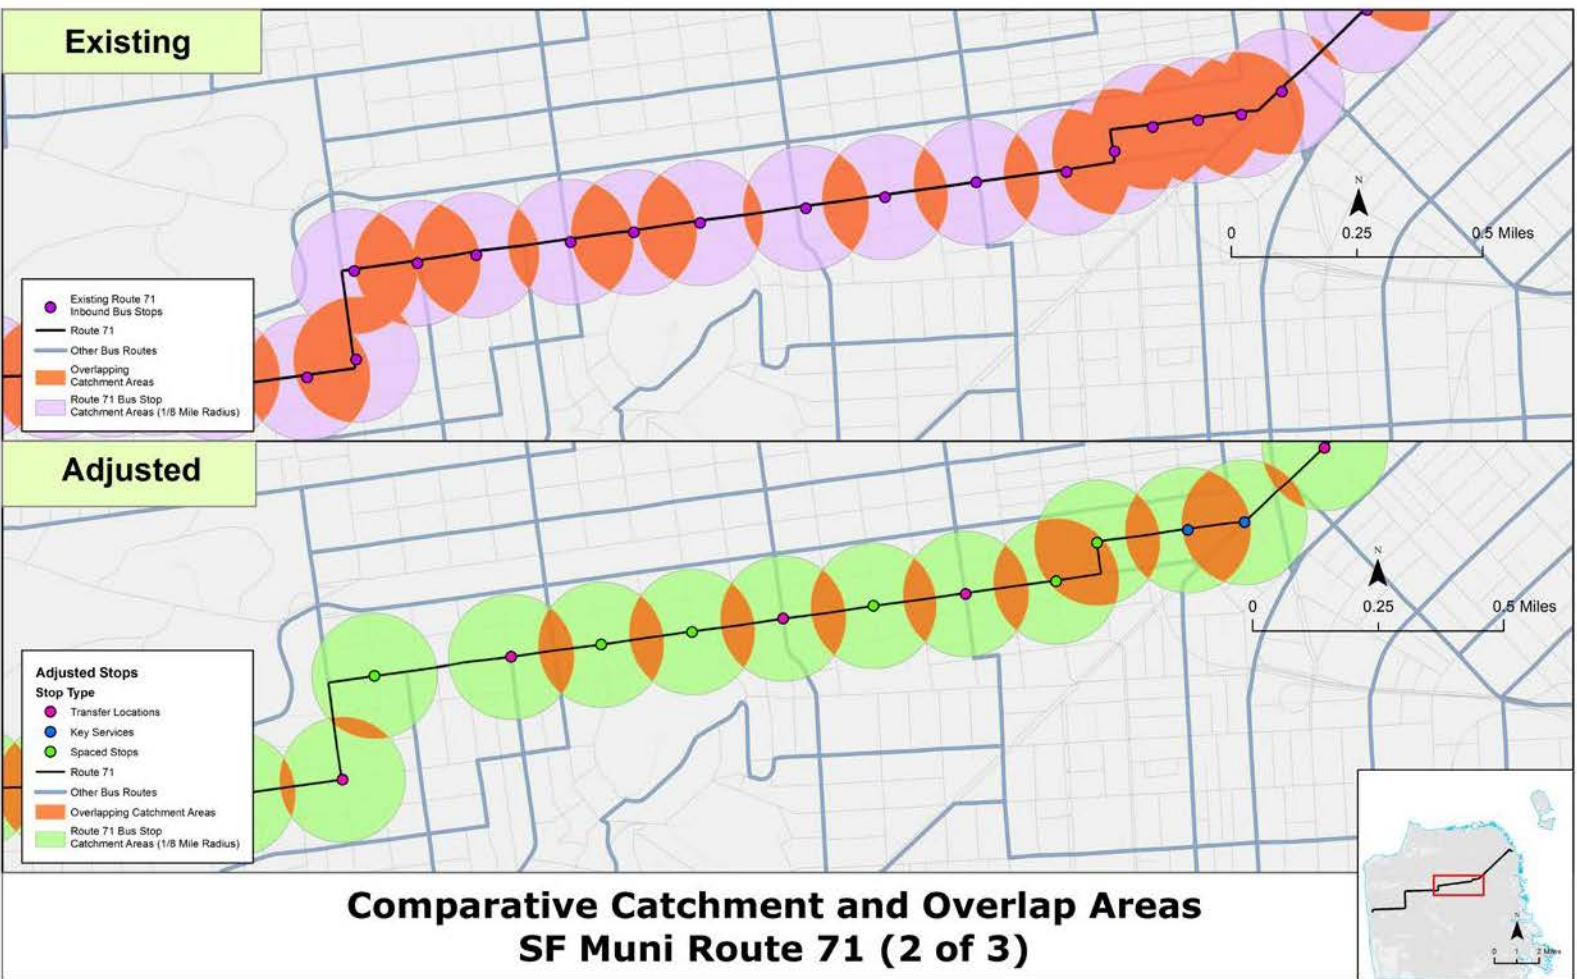 Existing
N
0
0.25
0.5 Miles
Existing Route 71
Inbound Bus Stops
Route 71
Other Bus Routes
Overlapping
Catchment Areas
Route 71 Bus Stop
Catchment Areas (1/8 Mile Radius)
Adjusted
N
0
0.25
0.5 Miles
Adjusted Stops
Stop Type
Transfer Locations
Key Services
Spaced Stops
Route 71
Other Bus Routes
Overlapping Catchment Areas
Route 71 Bus Stop
Catchment Areas (1/8 Mile Radius)
N
0
1
2 Miles
Comparative Catchment and Overlap Areas
SF Muni Route 71 (2 of 3)